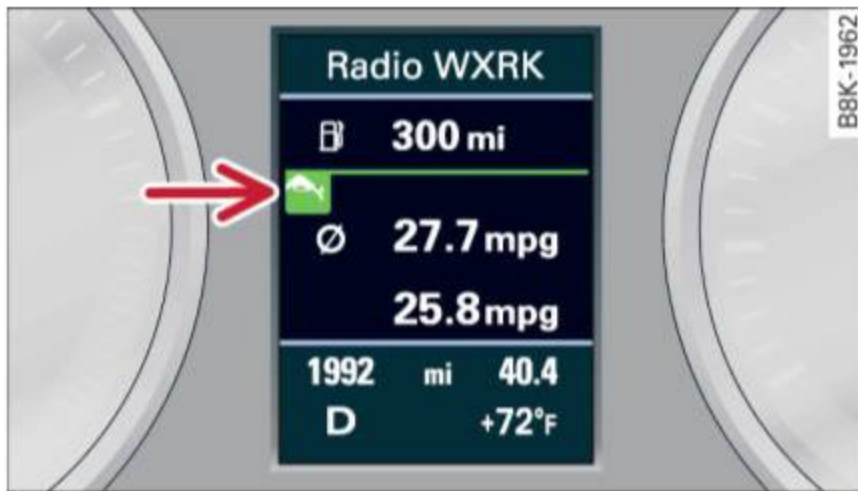 Radio WXRK
300 mi
Ø 27.7 mpg
25.8 mpg
1992 mi 40.4
D +72°F
B8K-1962